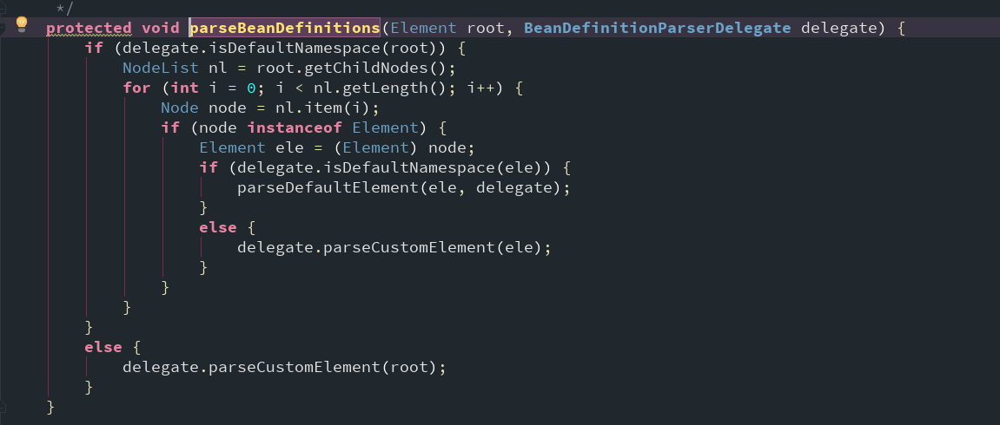 */
protected void parseBeanDefinitions(Element root, BeanDefinitionParserDelegate delegate) {
    if (delegate.isDefaultNamespace(root)) {
        NodeList nl = root.getChildNodes();
        for (int i = 0; i < nl.getLength(); i++) {
            Node node = nl.item(i);
            if (node instanceof Element) {
                Element ele = (Element) node;
                if (delegate.isDefaultNamespace(ele)) {
                    parseDefaultElement(ele, delegate);
                }
                else {
                    delegate.parseCustomElement(ele);
                }
            }
        }
    }
    else {
        delegate.parseCustomElement(root);
    }
}